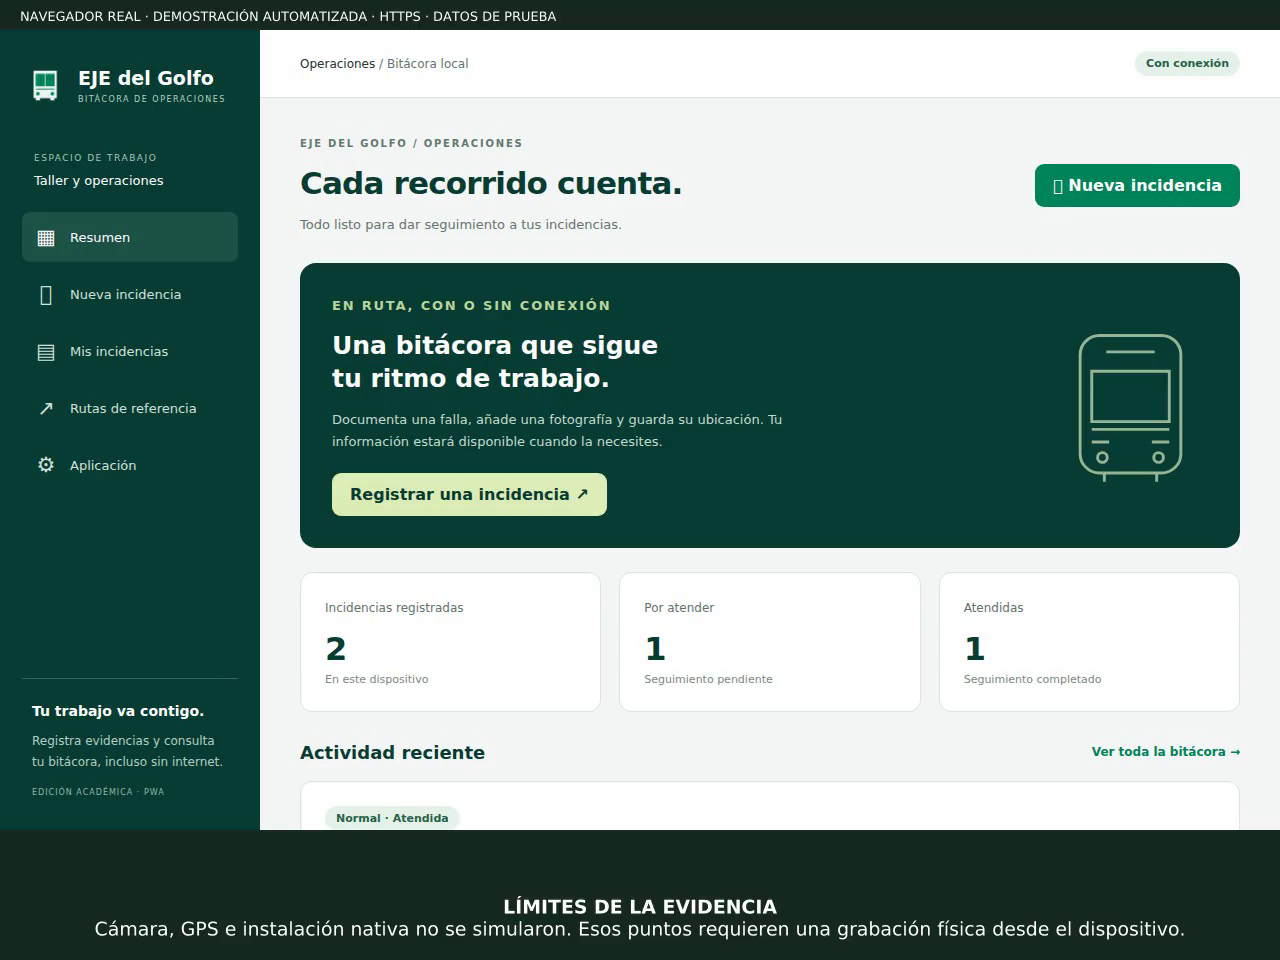 NAVEGADOR REAL · DEMOSTRACIÓN AUTOMATIZADA · HTTPS · DATOS DE PRUEBA
EJE del Golfo
BITÁCORA DE OPERACIONES
ESPACIO DE TRABAJO
Taller y operaciones
Resumen
Nueva incidencia
Mis incidencias
Rutas de referencia
Aplicación
Tu trabajo va contigo.
Registra evidencias y consulta
tu bitácora, incluso sin internet.
EDICIÓN ACADÉMICA · PWA
Operaciones / Bitácora local
Con conexión
EJE DEL GOLFO / OPERACIONES
Cada recorrido cuenta.
Nueva incidencia
Todo listo para dar seguimiento a tus incidencias.
EN RUTA, CON O SIN CONEXIÓN
Una bitácora que sigue
tu ritmo de trabajo.
Documenta una falla, añade una fotografía y guarda su ubicación. Tu
información estará disponible cuando la necesites.
Registrar una incidencia ↗
Incidencias registradas
2
En este dispositivo
Por atender
1
Seguimiento pendiente
Atendidas
1
Seguimiento completado
Actividad reciente
Ver toda la bitácora →
Normal · Atendida
LÍMITES DE LA EVIDENCIA
Cámara, GPS e instalación nativa no se simularon. Esos puntos requieren una grabación física desde el dispositivo.